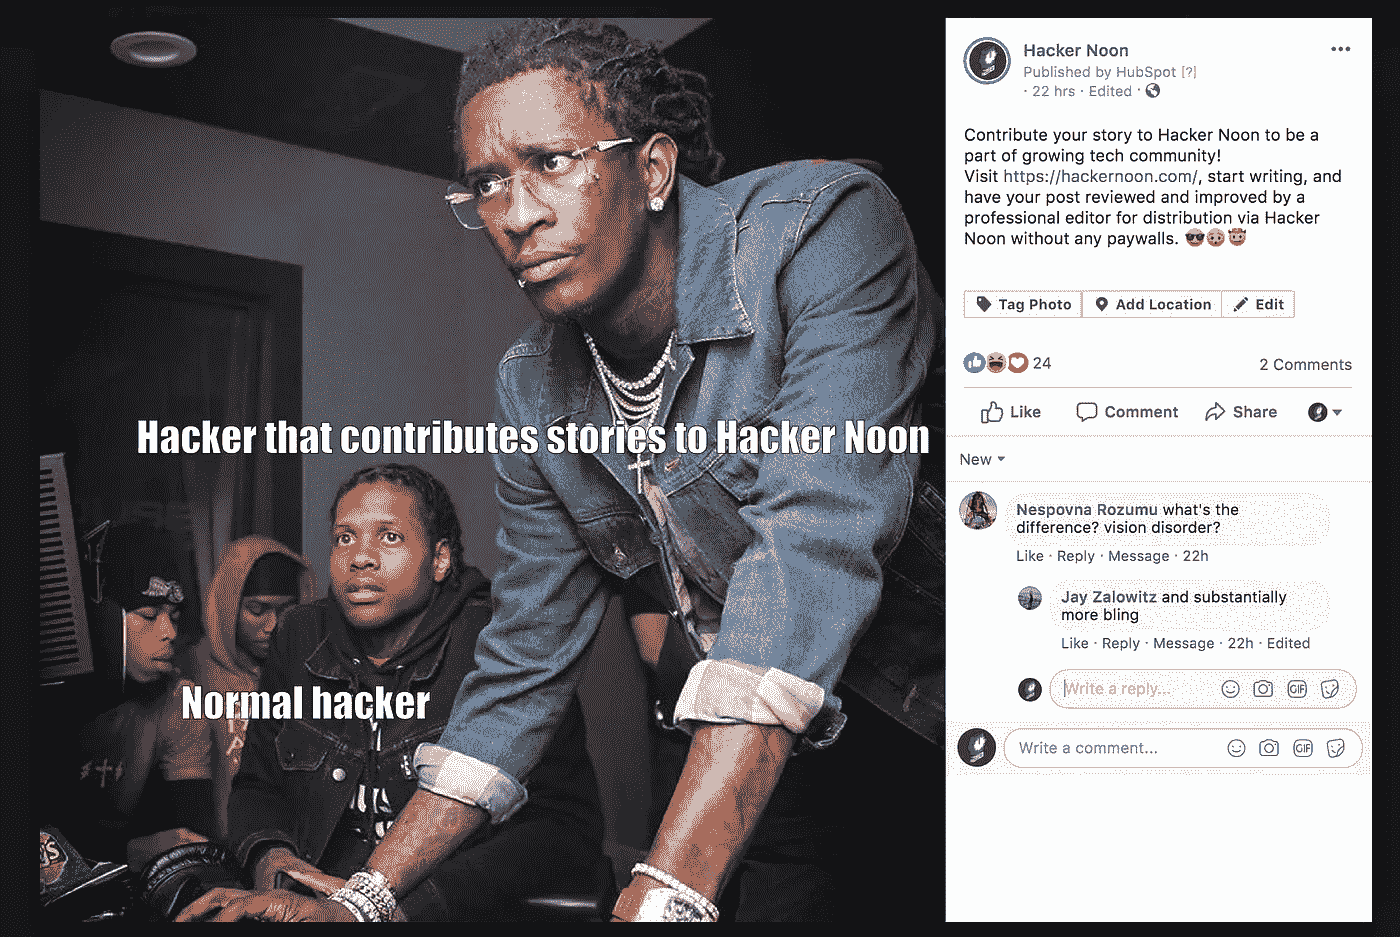 Hacker that contributes stories to Hacker Noon
Normal hacker
Hacker Noon
Published by HubSpot [?]
· 22 hrs · Edited ·
Contribute your story to Hacker Noon to be a
part of growing tech community!
Visit https://hackernoon.com/, start writing, and
have your post reviewed and improved by a
professional editor for distribution via Hacker
Noon without any paywalls. 😎🤯🤠
Tag Photo
Add Location
Edit
24
2 Comments
Like
Comment
Share
New
Nespovna Rozumu what's the
difference? vision disorder?
Like · Reply · Message · 22h
Jay Zalowitz and substantially
more bling
Like · Reply · Message · 22h · Edited
Write a reply...
GIF
Write a comment...
GIF